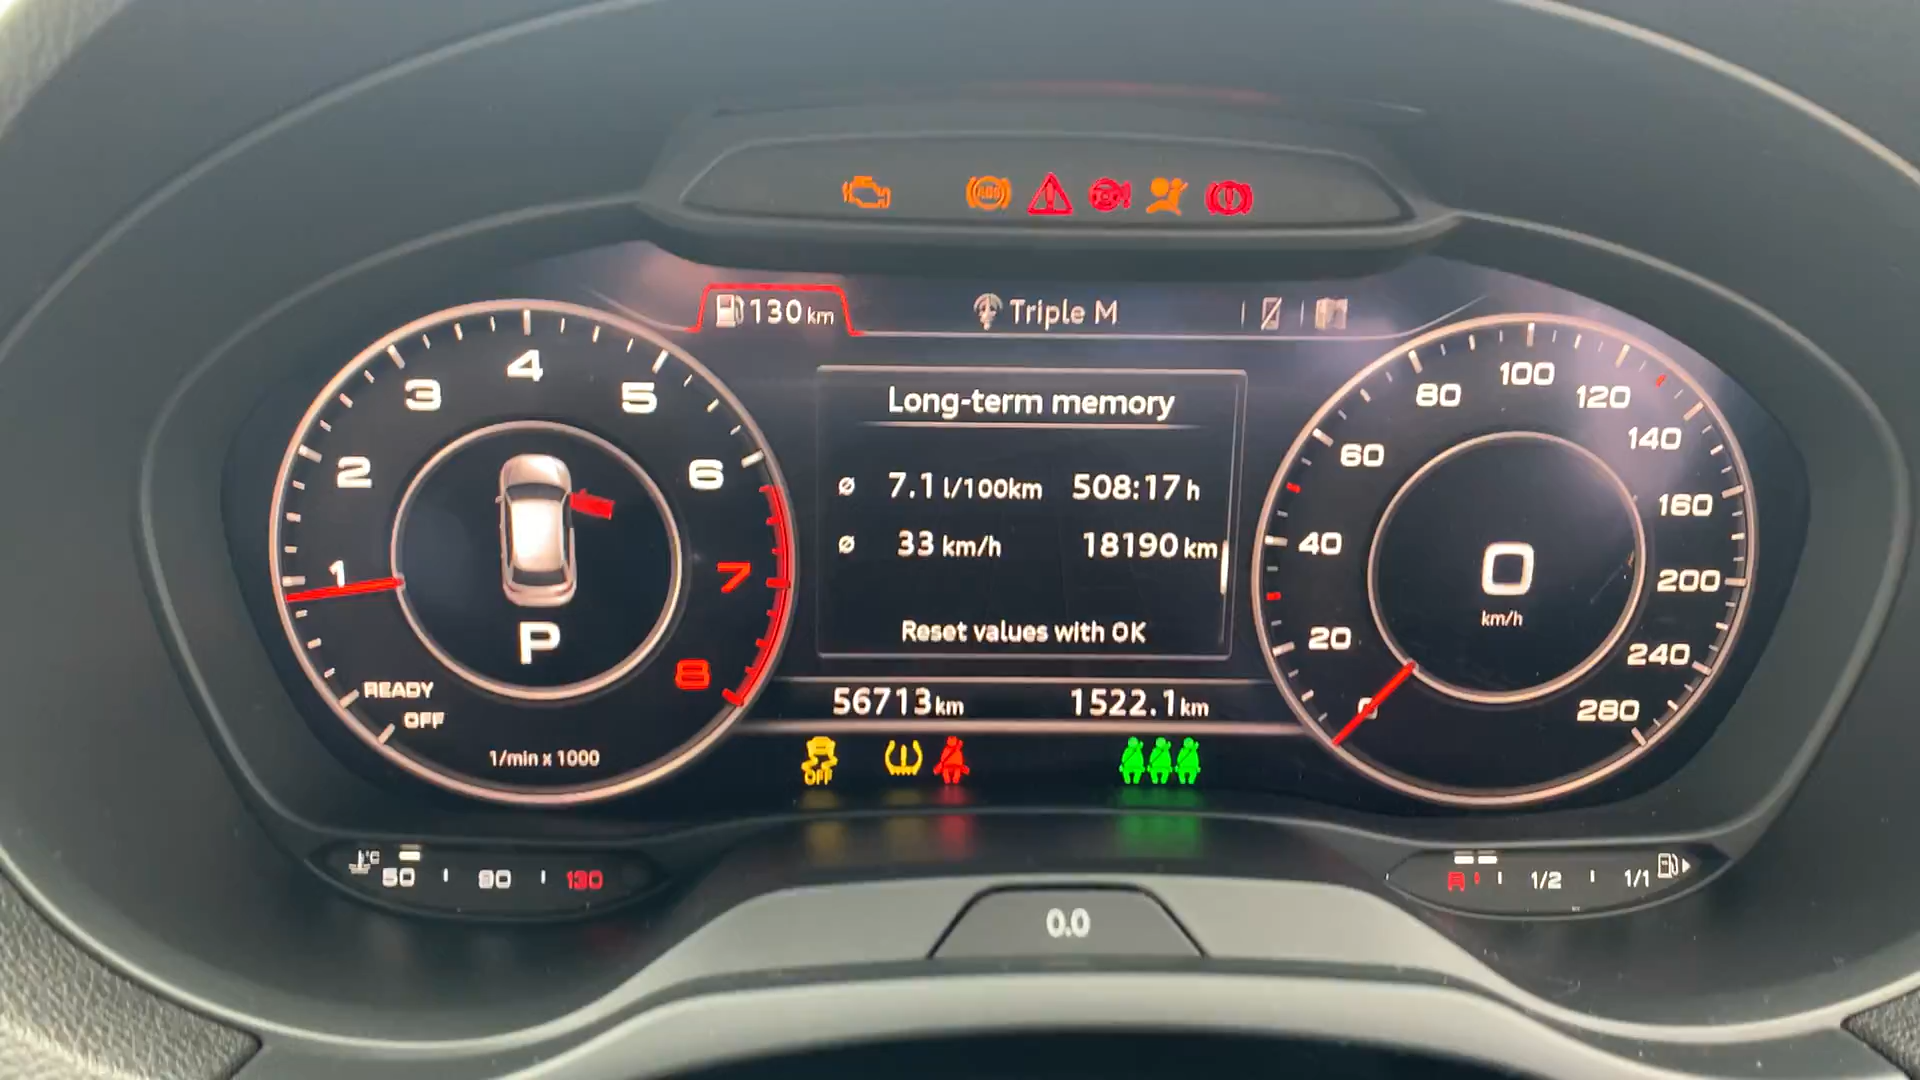 ABS
130 km
Triple M
1
2
3
4
5
6
7
8
READY
OFF
1/min x 1000
P
Long-term memory
ø 7.1 l/100km 508:17 h
ø 33 km/h 18190 km
Reset values with OK
56713 km 1522.1 km
OFF
0
20
40
60
80
100
120
140
160
200
240
280
0
km/h
°C
50 90 130
1/2 1/1
0.0